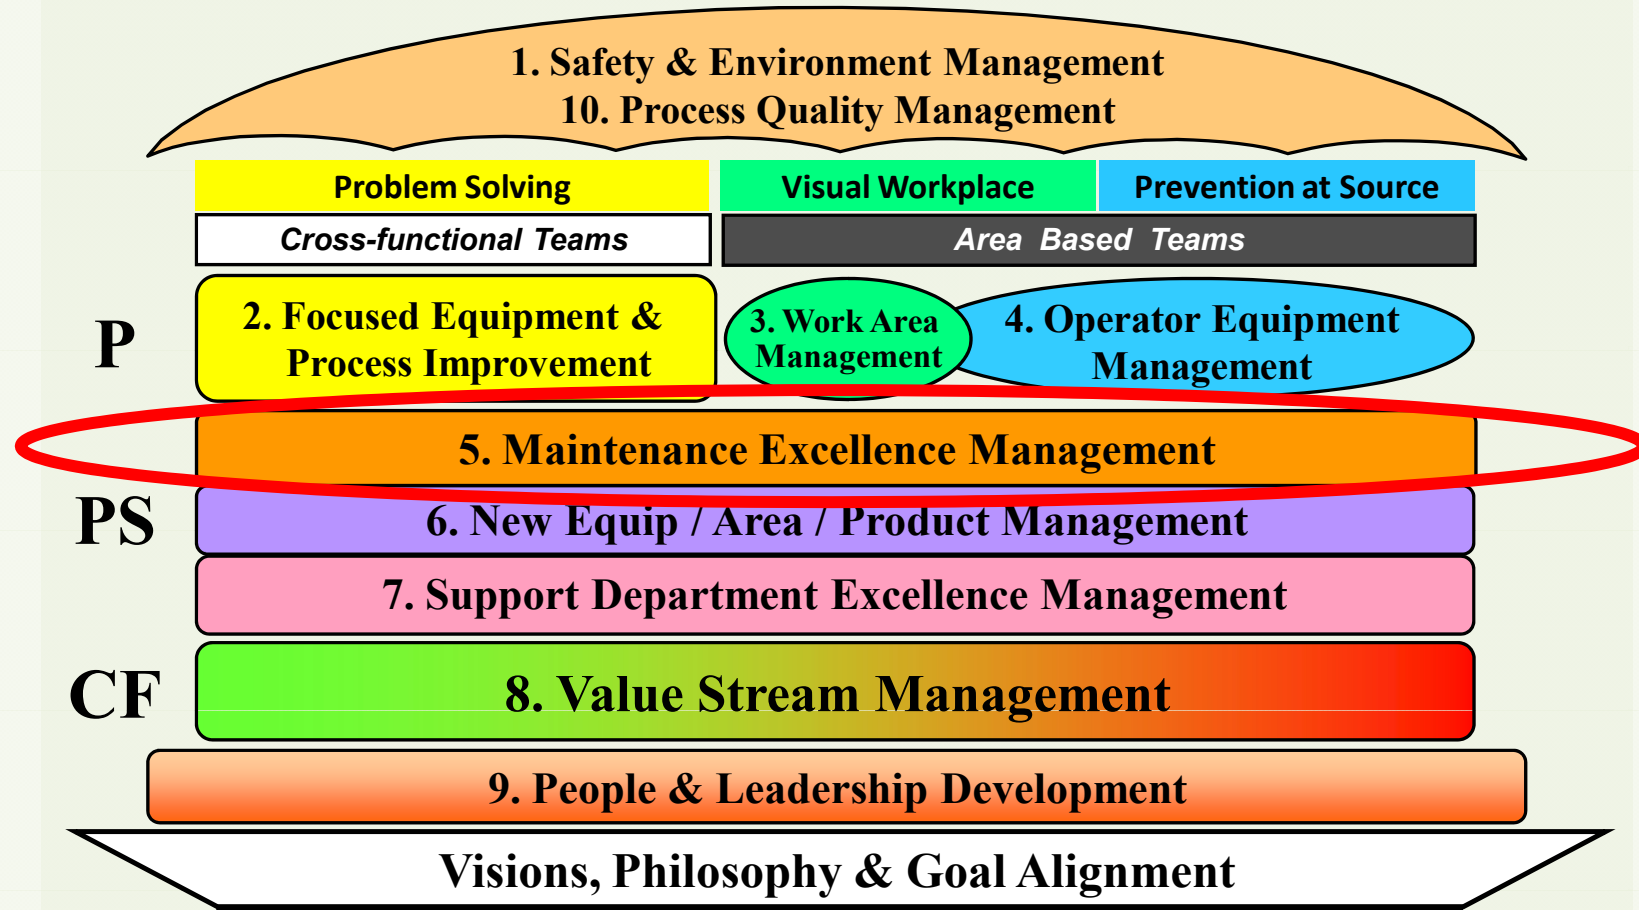 1. Safety & Environment Management
10. Process Quality Management
Problem Solving
Visual Workplace
Prevention at Source
Cross-functional Teams
Area Based Teams
P
2. Focused Equipment &
Process Improvement
3. Work Area
Management
4. Operator Equipment
Management
5. Maintenance Excellence Management
PS
6. New Equip / Area / Product Management
7. Support Department Excellence Management
CF
8. Value Stream Management
9. People & Leadership Development
Visions, Philosophy & Goal Alignment